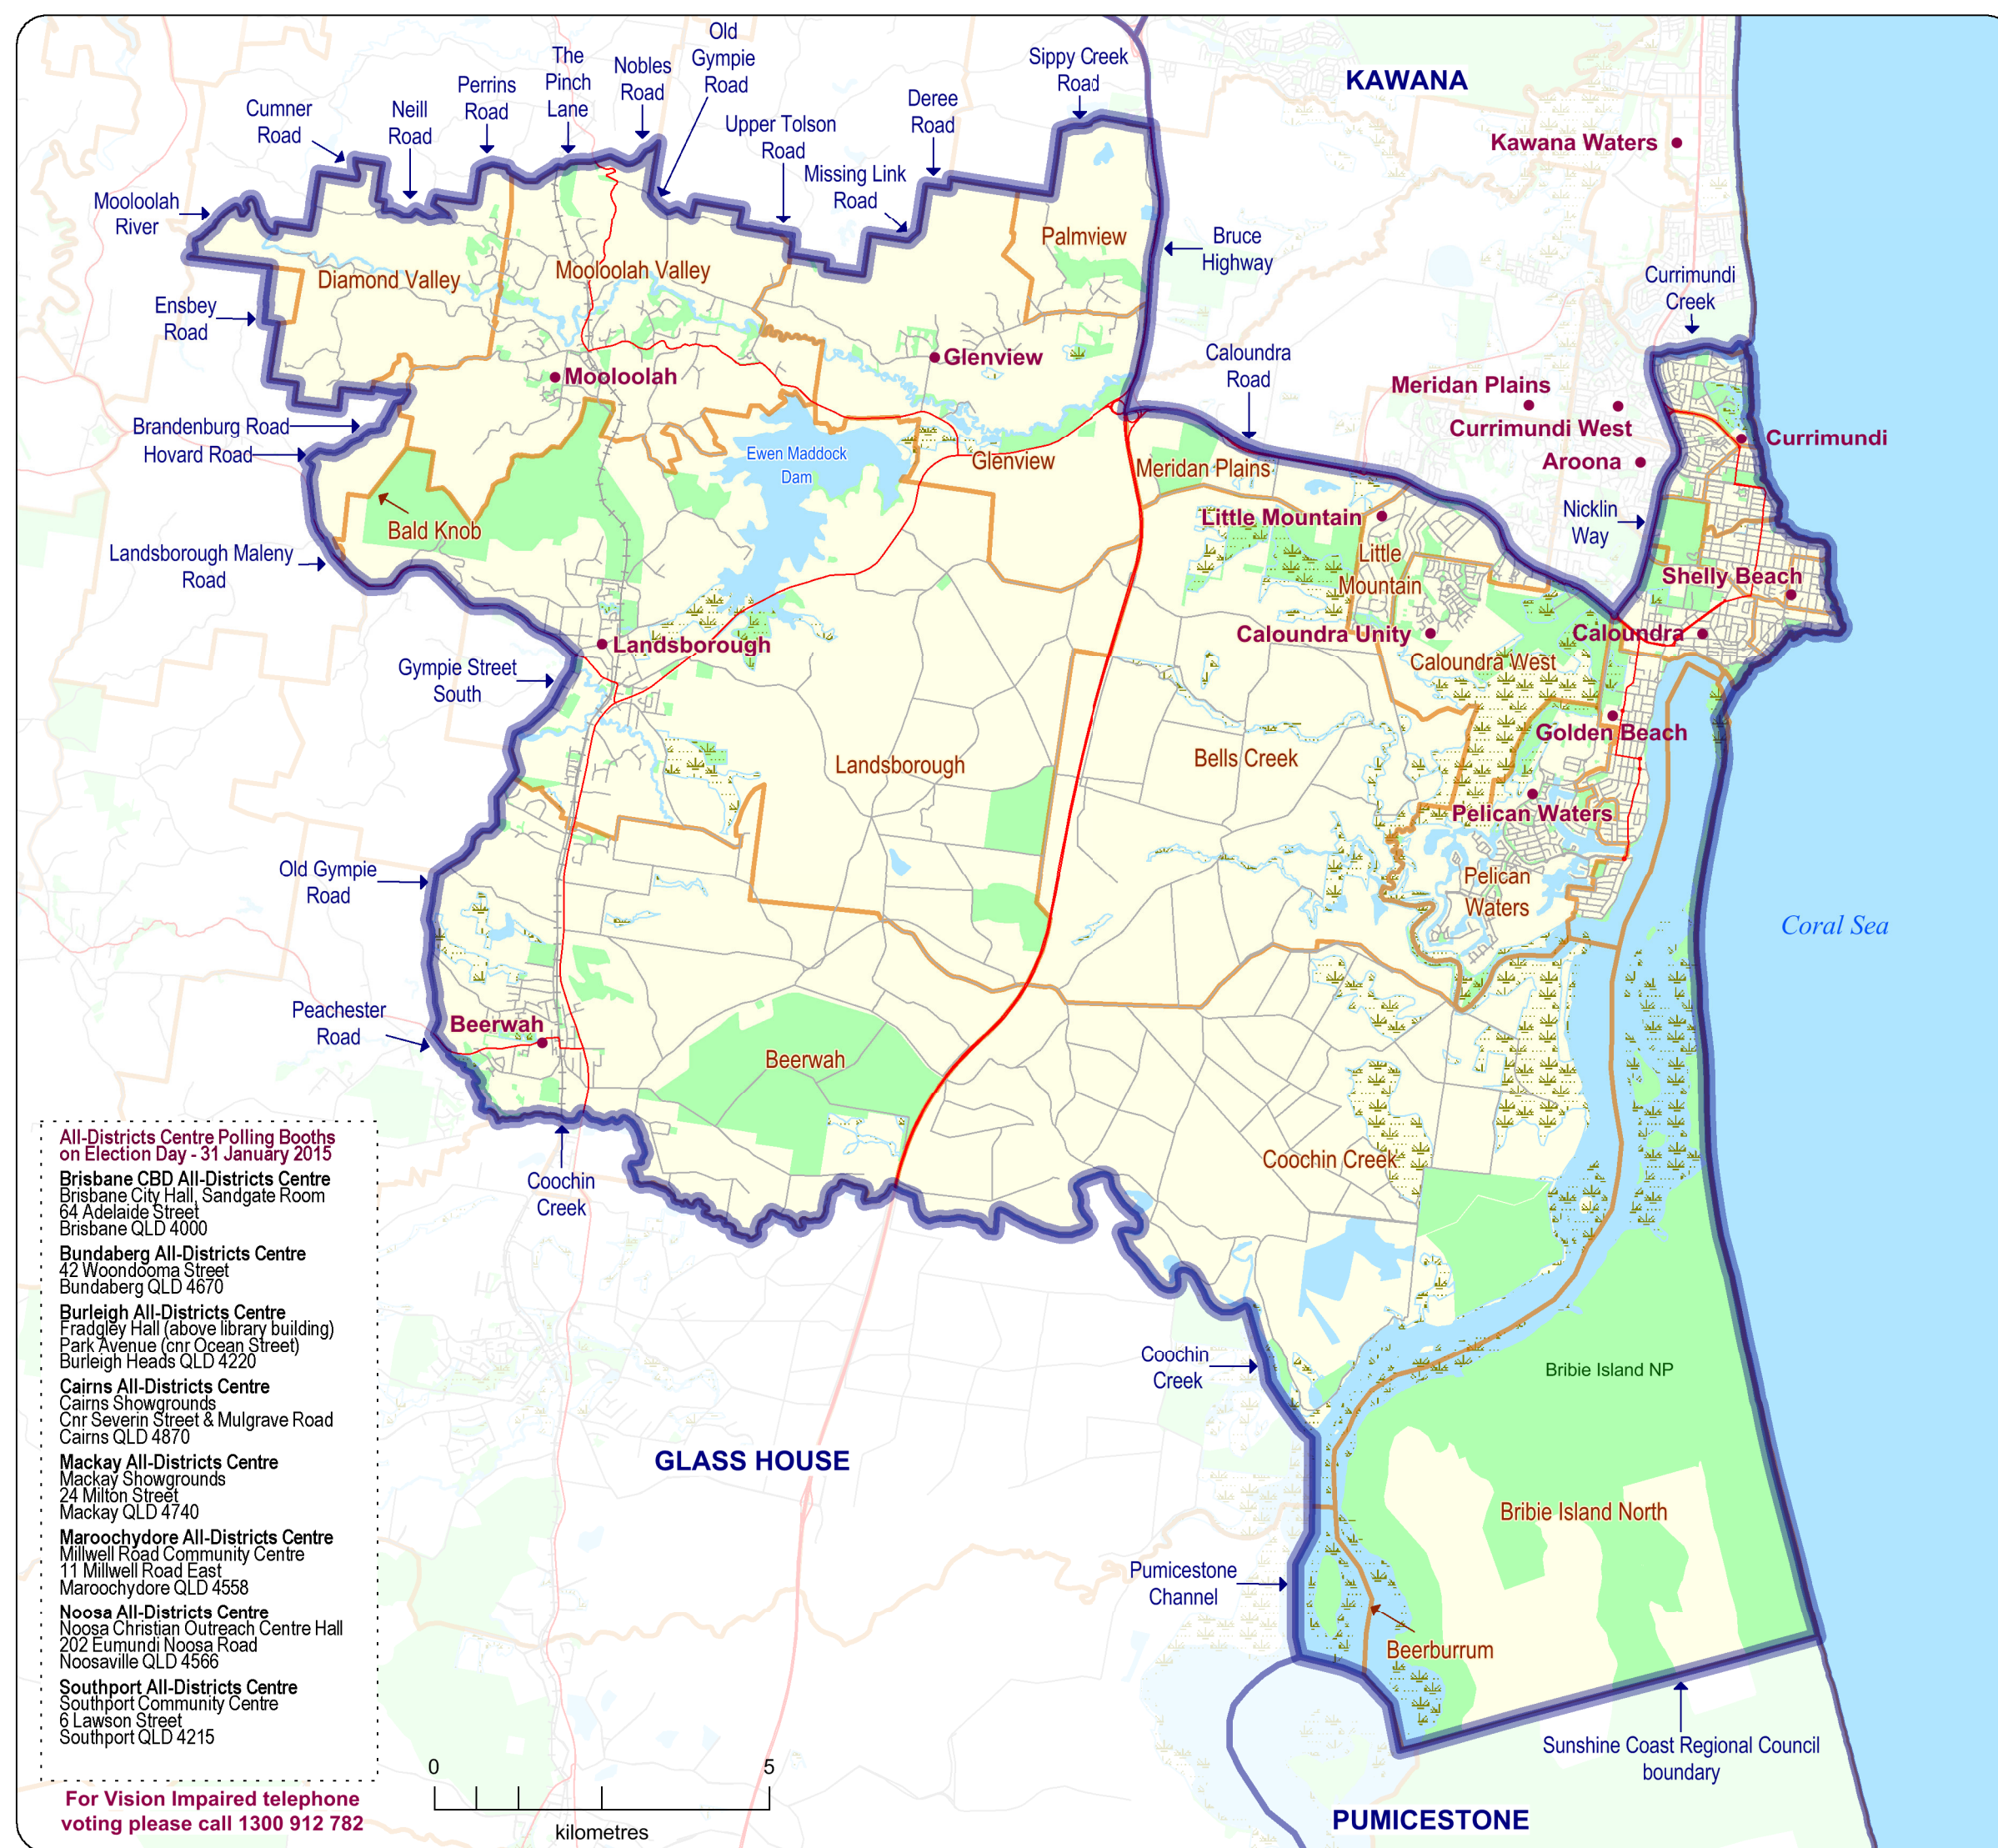 Old
Gympie
Road
The
Pinch
Lane
Nobles
Road
Sippy Creek
Road
KAWANA
Perrins
Road
Deree
Road
Cumner
Road
Neill
Road
Upper Tolson
Road
Kawana Waters
Missing Link
Road
Mooloolah
River
Palmview
Bruce
Highway
Diamond Valley
Mooloolah Valley
Currimundi
Creek
Ensbey
Road
Glenview
Caloundra
Road
Mooloolah
Meridan Plains
Brandenburg Road
Hovard Road
Currimundi West
Currimundi
Ewen Maddock
Dam
Glenview
Meridan Plains
Aroona
Bald Knob
Little Mountain
Nicklin
Way
Landsborough Maleny
Road
Little
Mountain
Shelly Beach
Landsborough
Caloundra Unity
Caloundra
Gympie Street
South
Caloundra West
Golden Beach
Landsborough
Bells Creek
Pelican Waters
Old Gympie
Road
Pelican
Waters
Coral Sea
Peachester
Road
Beerwah
Beerwah
All-Districts Centre Polling Booths
on Election Day - 31 January 2015
Brisbane CBD All-Districts Centre
Brisbane City Hall, Sandgate Room
64 Adelaide Street
Brisbane QLD 4000
Bundaberg All-Districts Centre
42 Woondooma Street
Bundaberg QLD 4670
Burleigh All-Districts Centre
Fradgley Hall (above library building)
Park Avenue (cnr Ocean Street)
Burleigh Heads QLD 4220
Cairns All-Districts Centre
Cairns Showgrounds
Cnr Severin Street & Mulgrave Road
Cairns QLD 4870
Mackay All-Districts Centre
Mackay Showgrounds
24 Milton Street
Mackay QLD 4740
Maroochydore All-Districts Centre
Millwell Road Community Centre
11 Millwell Road East
Maroochydore QLD 4558
Noosa All-Districts Centre
Noosa Christian Outreach Centre Hall
202 Eumundi Noosa Road
Noosaville QLD 4566
Southport All-Districts Centre
Southport Community Centre
6 Lawson Street
Southport QLD 4215
For Vision Impaired telephone
voting please call 1300 912 782
Coochin
Creek
Coochin Creek
Coochin
Creek
Bribie Island NP
GLASS HOUSE
Bribie Island North
Pumicestone
Channel
Beerburrum
Sunshine Coast Regional Council
boundary
0 5
kilometres
PUMICESTONE